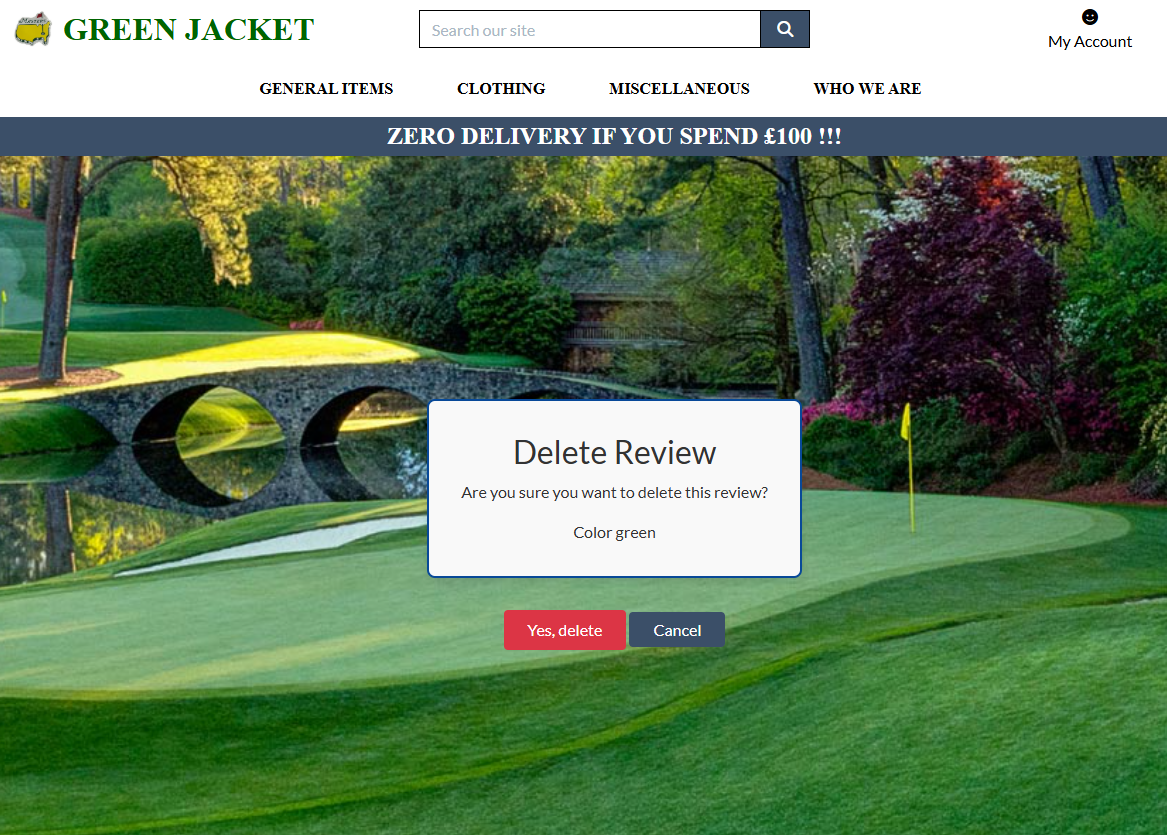 Masters
GREEN JACKET
Search our site
My Account
GENERAL ITEMS
CLOTHING
MISCELLANEOUS
WHO WE ARE
ZERO DELIVERY IF YOU SPEND £100 !!!
Delete Review
Are you sure you want to delete this review?
Color green
Yes, delete
Cancel